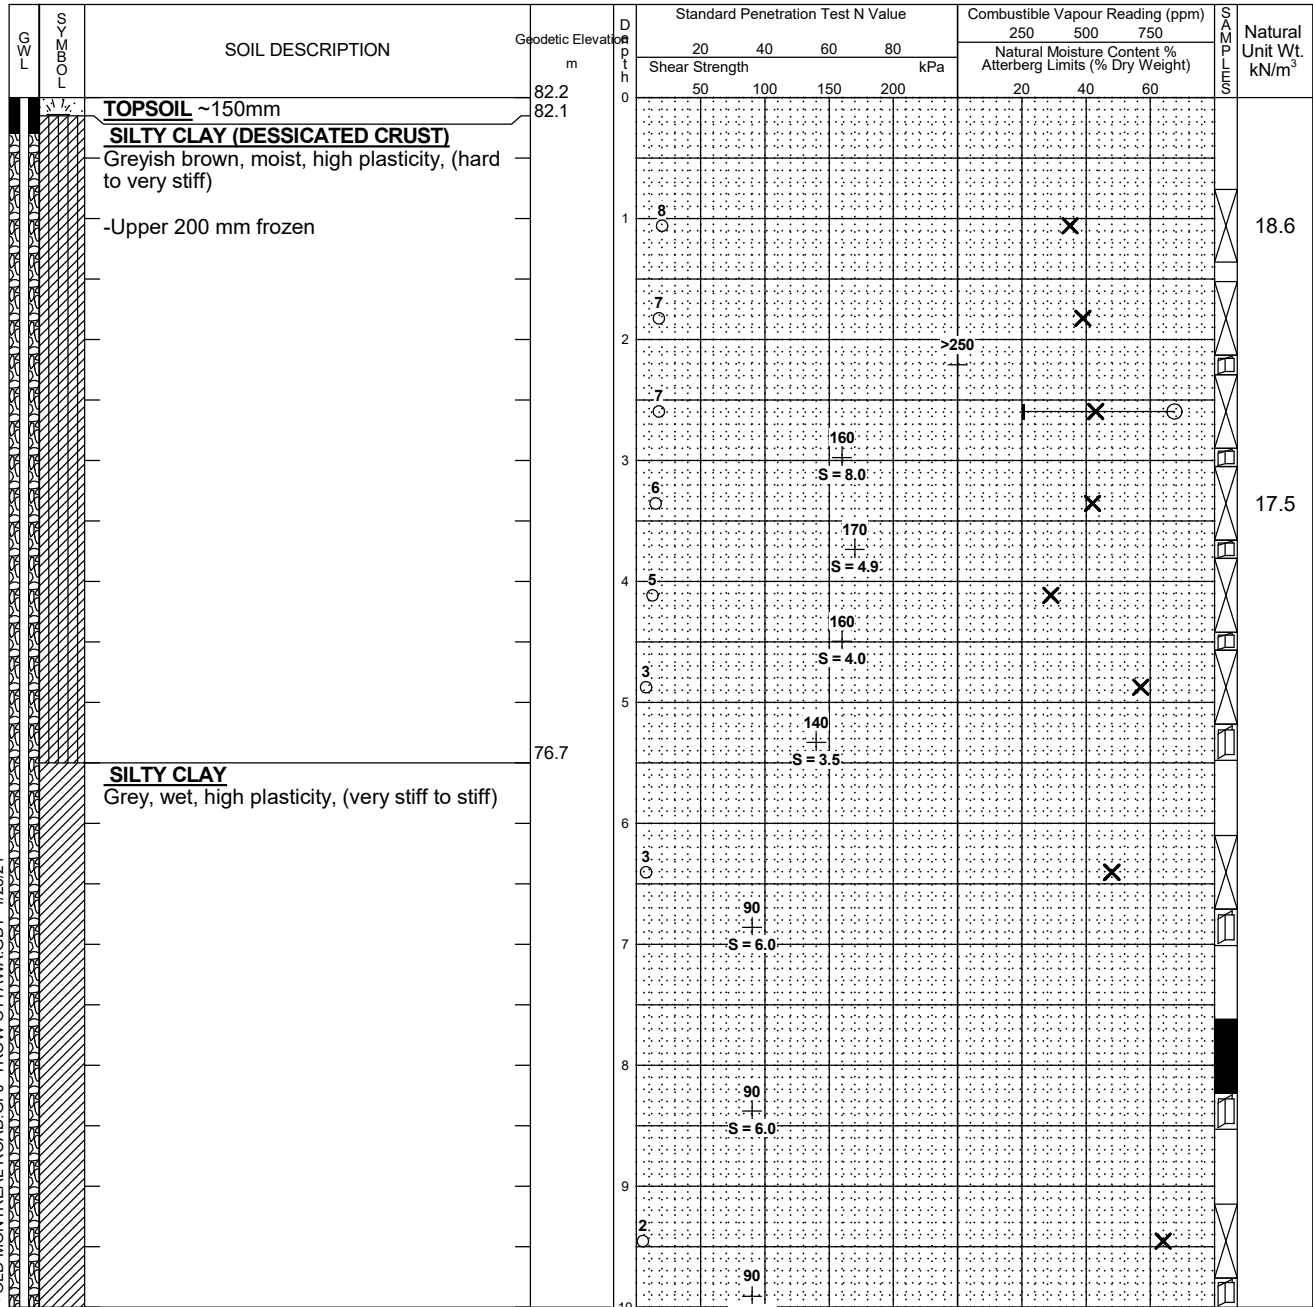 GWL
SYMBOL
SOIL DESCRIPTION
Geodetic Elevation
m
Depth
Standard Penetration Test N Value
20 40 60 80
Shear Strength kPa
50 100 150 200
Combustible Vapour Reading (ppm)
250 500 750
Natural Moisture Content %
Atterberg Limits (% Dry Weight)
20 40 60
SAMPLES
Natural
Unit Wt.
kN/m³
82.2
0
TOPSOIL ~150mm
82.1
SILTY CLAY (DESSICATED CRUST)
Greyish brown, moist, high plasticity, (hard
to very stiff)
-Upper 200 mm frozen
8
1
18.6
7
2
>250
7
160
3
S = 8.0
6
17.5
170
S = 4.9
4
5
160
S = 4.0
3
5
140
76.7
S = 3.5
SILTY CLAY
Grey, wet, high plasticity, (very stiff to stiff)
6
3
90
7
S = 6.0
8
90
S = 6.0
9
2
90
10